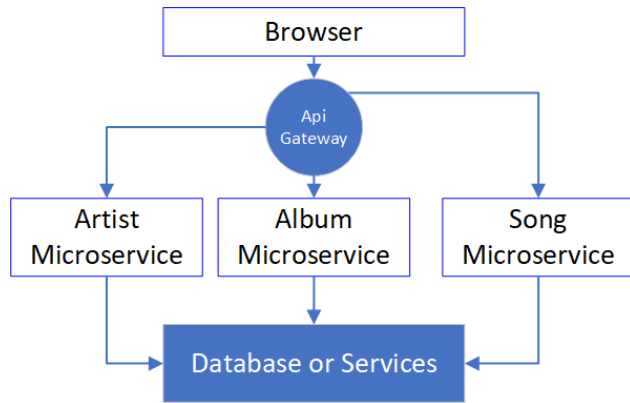 Browser
Api
Gateway
Artist
Microservice
Album
Microservice
Song
Microservice
Database or Services